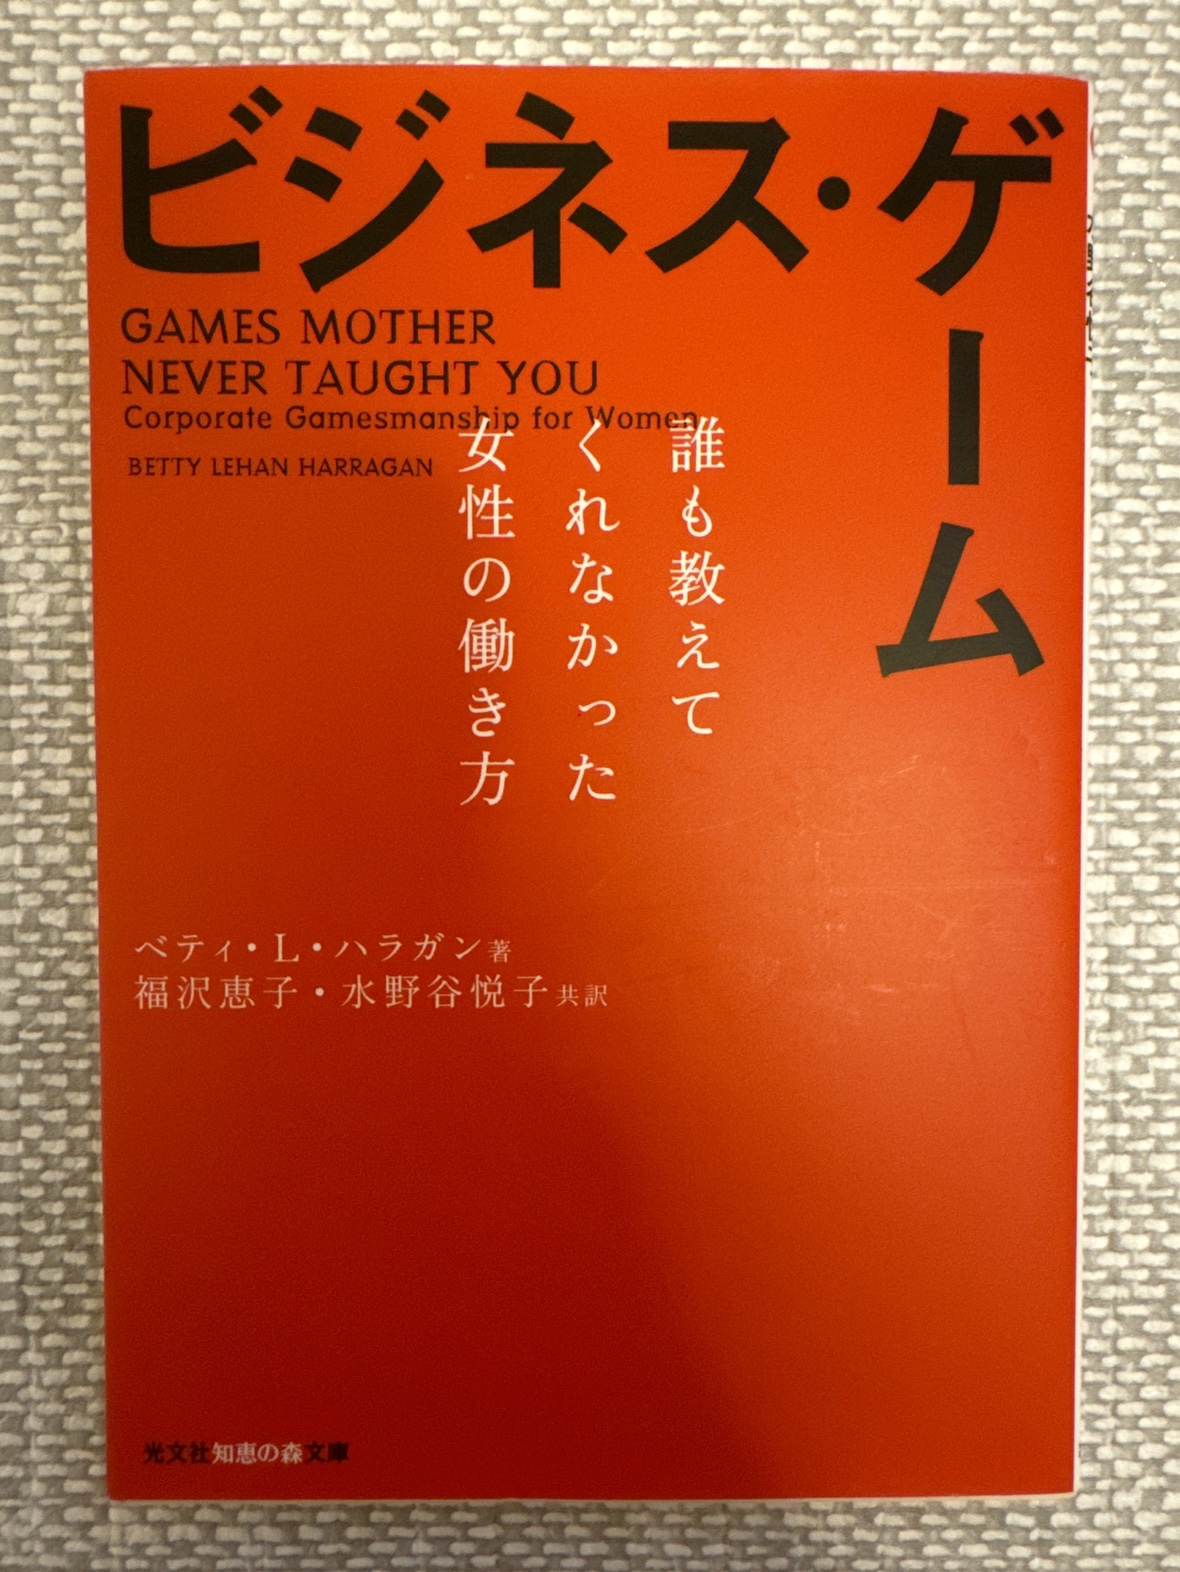 ビジネス・ゲーム
GAMES MOTHER
NEVER TAUGHT YOU
Corporate Gamesmanship for Women
BETTY LEHAN HARRAGAN
誰も教えて
くれなかった
女性の働き方
ベティ・L・ハラガン著
福沢恵子・水野谷悦子共訳
光文社知恵の森文庫